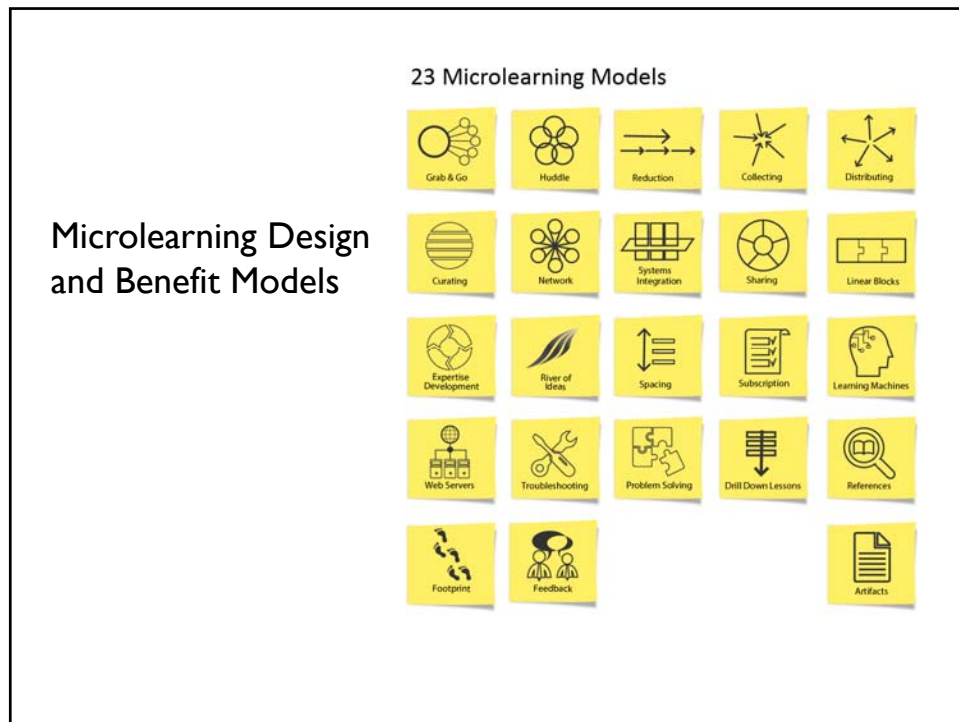 23 Microlearning Models
Microlearning Design
and Benefit Models
Grab & Go
Huddle
Reduction
Collecting
Distributing
Curating
Network
Systems
Integration
Sharing
Linear Blocks
Expertise
Development
River of
Ideas
Spacing
Subscription
Learning Machines
Web Servers
Troubleshooting
Problem Solving
Drill Down Lessons
References
Footprint
Feedback
Artifacts